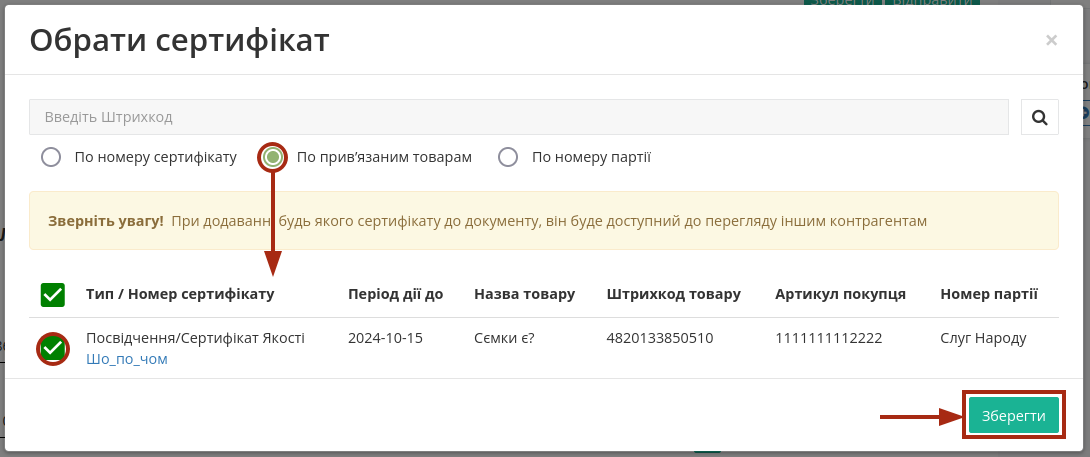 Обрати сертифікат
×
Введіть Штрихкод
По номеру сертифікату По прив’язаним товарам По номеру партії
Зверніть увагу! При додаванні будь якого сертифікату до документу, він буде доступний до перегляду іншим контрагентам
Тип / Номер сертифікату Період дії до Назва товару Штрихкод товару Артикул покупця Номер партії
Посвідчення/Сертифікат Якості 2024-10-15 Сємки є? 4820133850510 1111111112222 Слуг Народу
Шо_по_чом
Зберегти